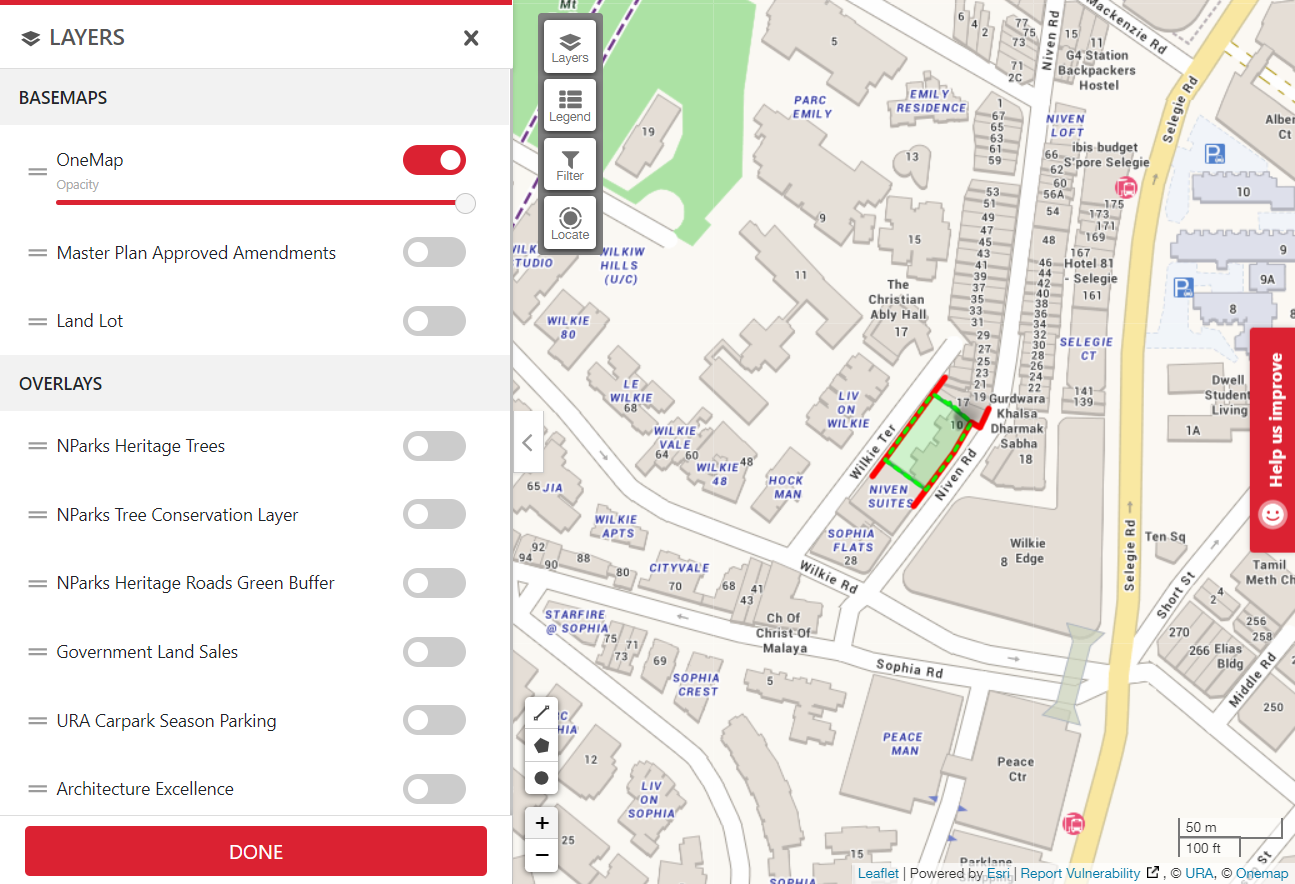 LAYERS
BASEMAPS
OneMap
Opacity
Master Plan Approved Amendments
Land Lot
OVERLAYS
NParks Heritage Trees
NParks Tree Conservation Layer
NParks Heritage Roads Green Buffer
Government Land Sales
URA Carpark Season Parking
Architecture Excellence
DONE
Layers
Legend
Filter
Locate
Mt
5
6
4
2
77
75
73
71
2C
Niven Rd
15
11
Mackenzie Rd
G4 Station
Backpackers
Hostel
Selegie Rd
PARC
EMILY
EMILY
RESIDENCE
19
1
67
65
63
61
59
13
NIVEN
LOFT
ibis budget
S'pore Selegie
66
62
60
56A
54
48
46
44
42
40
38
36
34
32
30
28
26
24
22
175
173
171
169
167
Hotel 81
- Selegie
161
10
9
9A
8
53
51
49
47
45
43
41
39
37
35
33
31
29
27
25
23
21
19
17
10
9
15
11
WILKIW
HILLS
(U/C)
The
Christian
Ably Hall
17
WILKIE
80
LE
WILKIE
68
LIV
ON
WILKIE
SELEGIE
CT
141
139
Gurdwara
Khalsa
Dharmak
Sabha
18
Dwell
Student
Living
1A
Help us improve
WILKIE
VALE
64
60
WILKIE
48
48
Wilkie Ter
HOCK
MAN
NIVEN
SUITES
Niven Rd
65
JIA
WILKIE
APTS
SOPHIA
FLATS
28
Wilkie
Edge
8
Selegie Rd
Ten Sq
92
94
90
88
80
CITYVALE
70
68
41
43
Wilkie Rd
Short St
Tamil
2
4
STARFIRE
@ SOPHIA
75
71
73
69
Ch Of
Christ Of
Malaya
Sophia Rd
270
266
Elias
Bldg
256
258
Middle Rd
250
SOPHIA
CREST
5
PEACE
MAN
Peace
Ctr
12
LIV
ON
SOPHIA
25
15
SOPHIA
Parklane
50 m
100 ft
Leaflet | Powered by Esri | Report Vulnerability , © URA, © Onemap